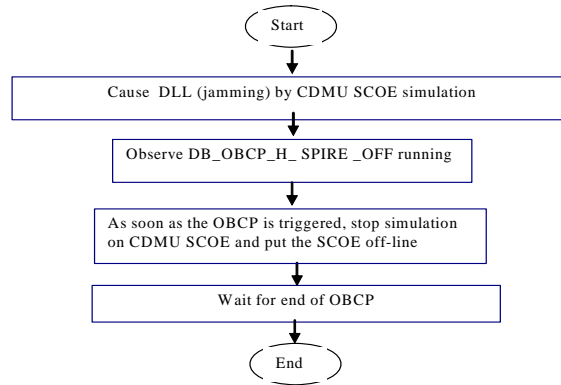 Start
Cause DLL (jamming) by CDMU SCOE simulation
Observe DB_OBCP_H_ SPIRE _OFF running
As soon as the OBCP is triggered, stop simulation
on CDMU SCOE and put the SCOE off-line
Wait for end of OBCP
End